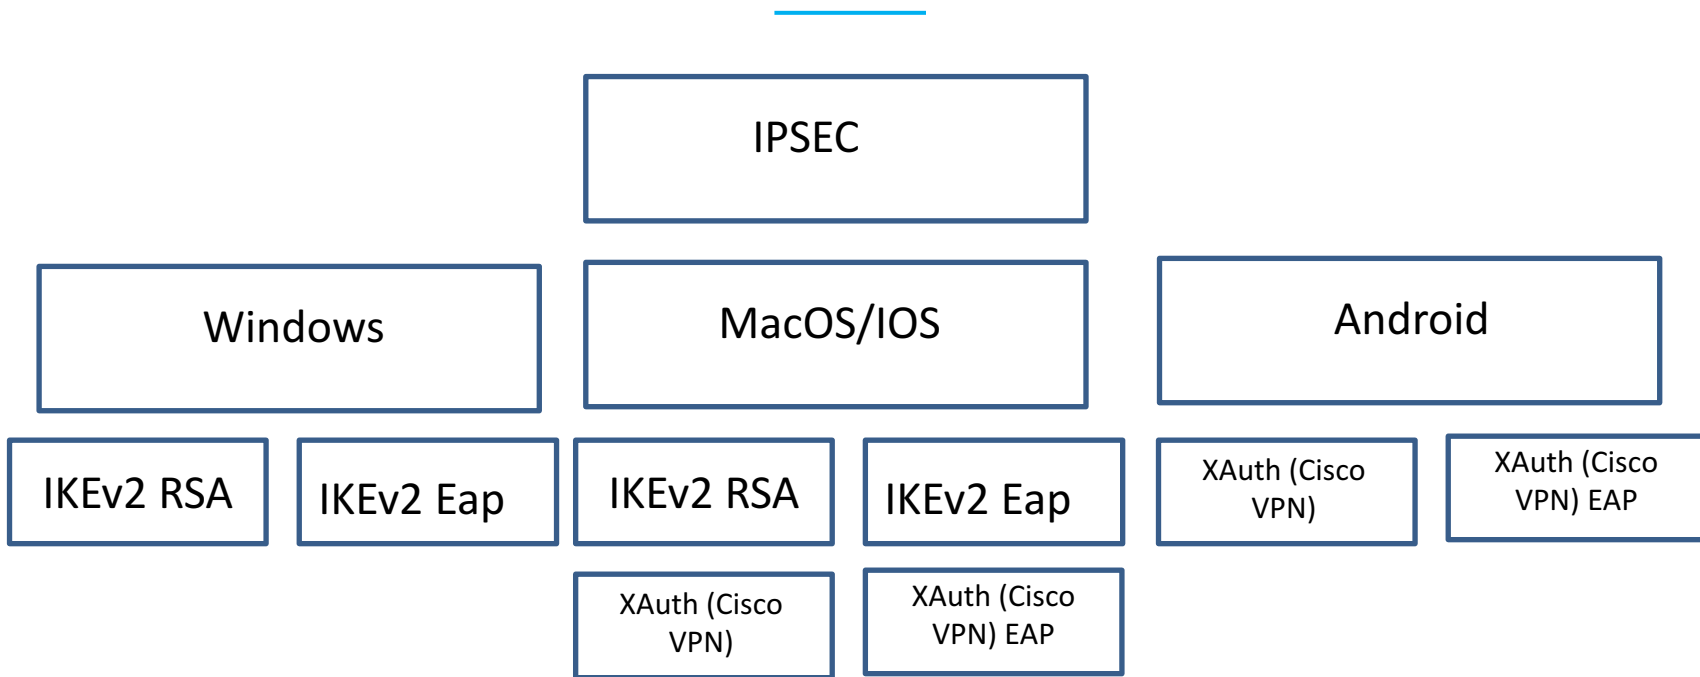 IPSEC
Windows
MacOS/IOS
Android
IKEv2 RSA
IKEv2 Eap
IKEv2 RSA
IKEv2 Eap
XAuth (Cisco
VPN)
XAuth (Cisco
VPN) EAP
XAuth (Cisco
VPN)
XAuth (Cisco
VPN) EAP